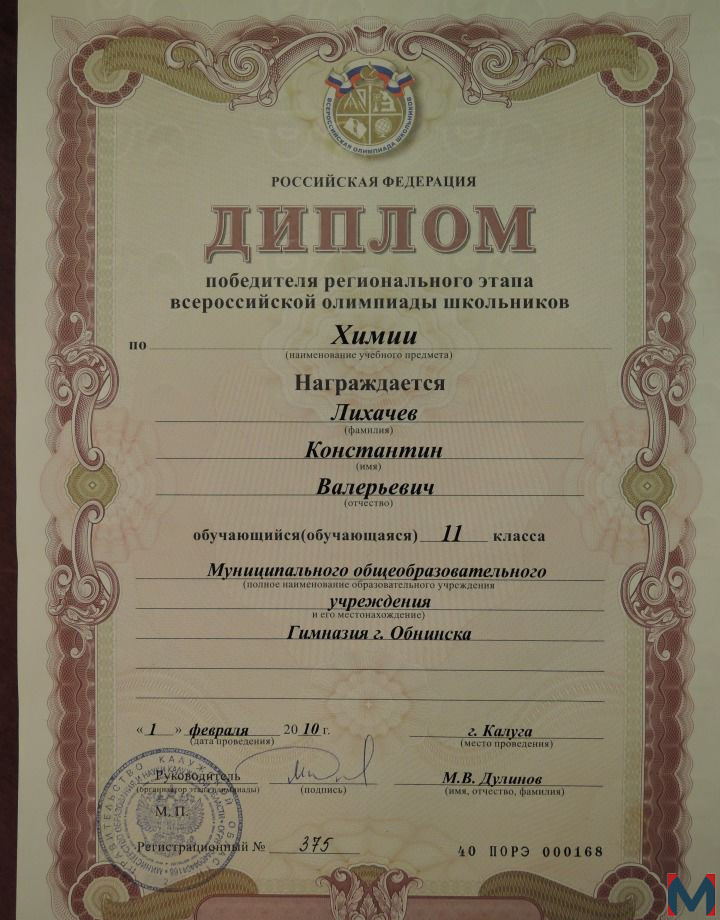 ВСЕРОССИЙСКАЯ ОЛИМПИАДА ШКОЛЬНИКОВ
РОССИЙСКАЯ ФЕДЕРАЦИЯ
ДИПЛОМ
победителя регионального этапа
всероссийской олимпиады школьников
по Химии
(наименование учебного предмета)
Награждается
Лихачев
(фамилия)
Константин
(имя)
Валерьевич
(отчество)
обучающийся(обучающаяся) 11 класса
Муниципального общеобразовательного
(полное наименование образовательного учреждения
учреждения
и его местонахождение)
Гимназия г. Обнинска
« 1 » февраля 2010 г. г. Калуга
(дата проведения) (место проведения)
Руководитель М.В. Дулинов
(организатор этапа олимпиады) (подпись) (имя, отчество, фамилия)
М. П.
Регистрационный № 375 40 ПОРЭ 000168
М